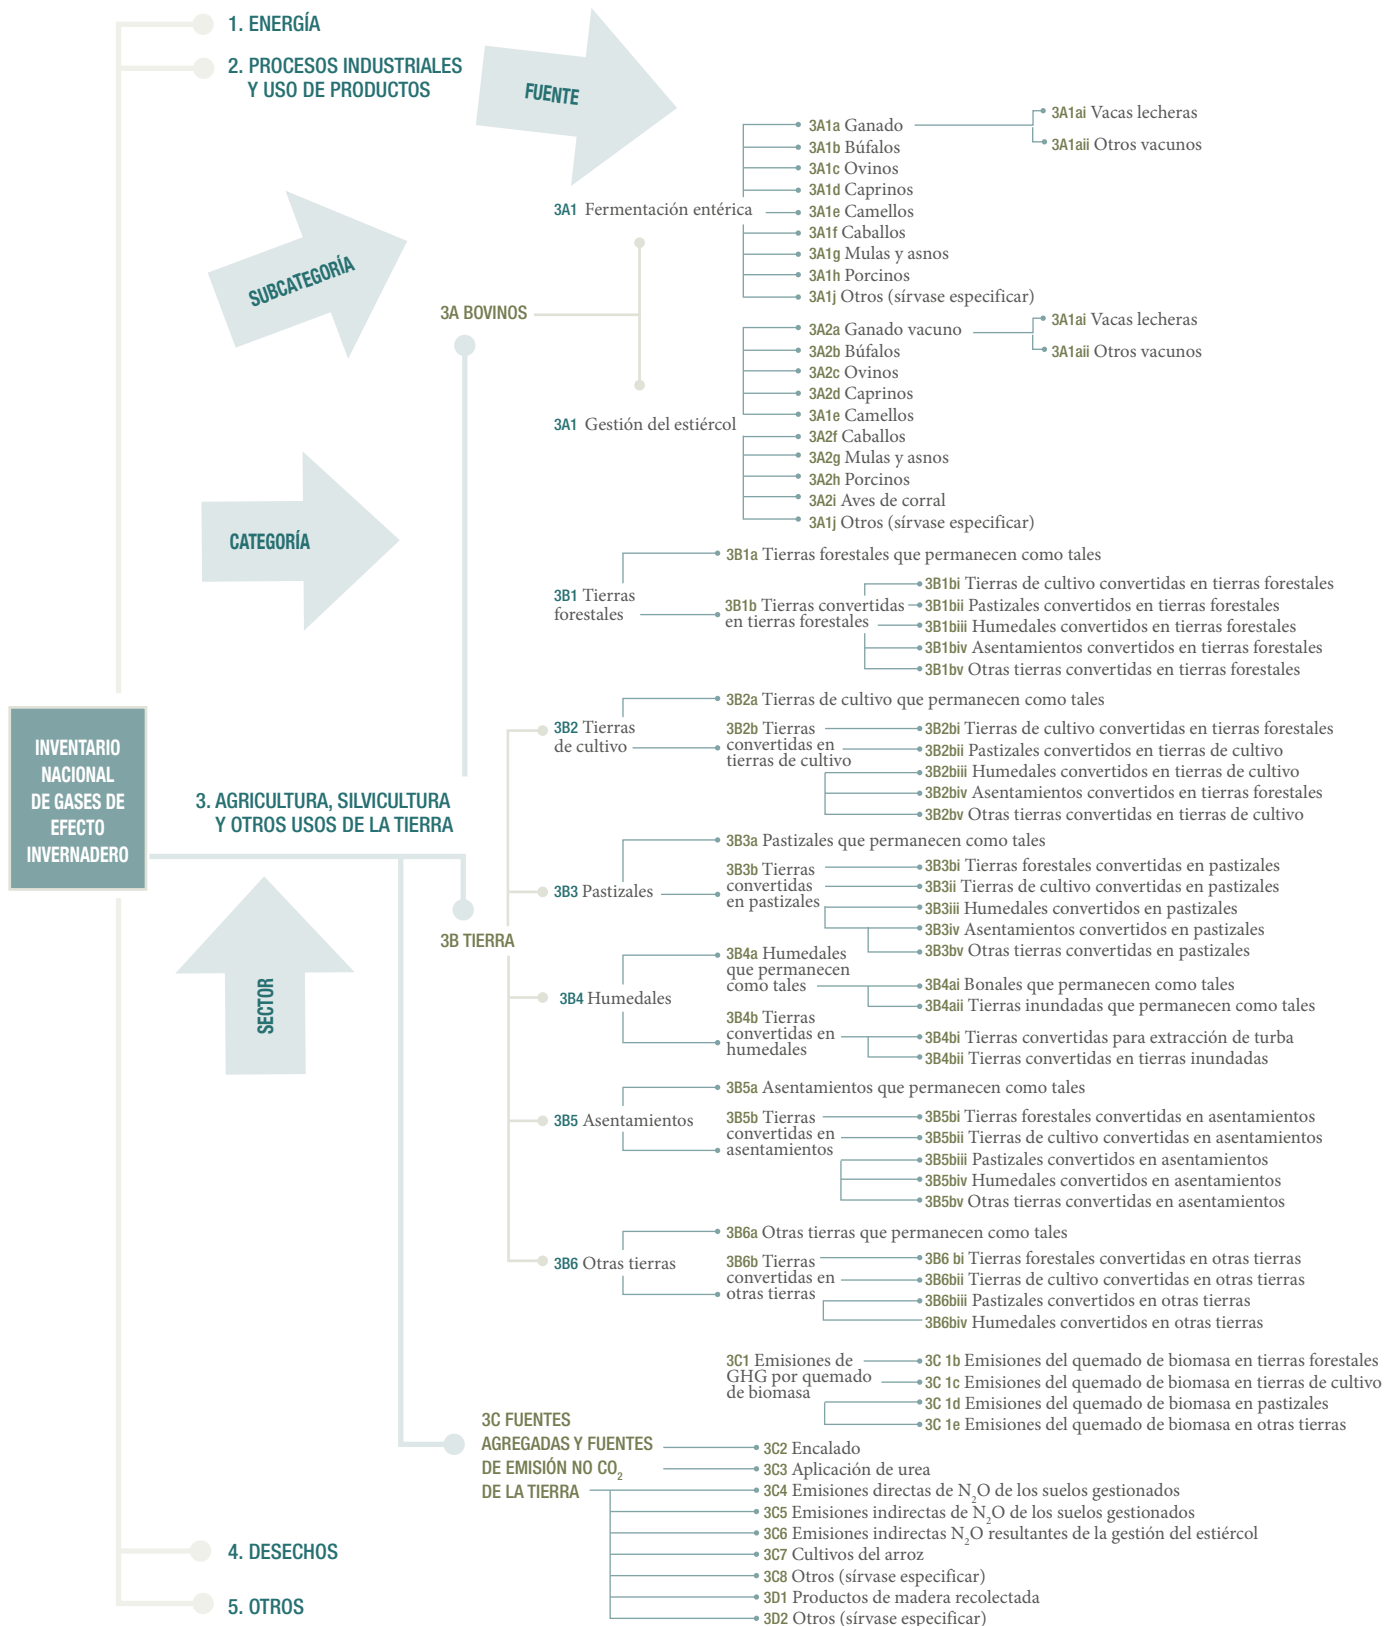 1. ENERGÍA
2. PROCESOS INDUSTRIALES
Y USO DE PRODUCTOS
FUENTE
SUBCATEGORÍA
CATEGORÍA
SECTOR
INVENTARIO
NACIONAL
DE GASES DE
EFECTO
INVERNADERO
3. AGRICULTURA, SILVICULTURA
Y OTROS USOS DE LA TIERRA
4. DESECHOS
5. OTROS
3A BOVINOS
3A1 Fermentación entérica
3A1a Ganado
3A1ai Vacas lecheras
3A1aii Otros vacunos
3A1b Búfalos
3A1c Ovinos
3A1d Caprinos
3A1e Camellos
3A1f Caballos
3A1g Mulas y asnos
3A1h Porcinos
3A1j Otros (sírvase especificar)
3A1 Gestión del estiércol
3A2a Ganado vacuno
3A1ai Vacas lecheras
3A1aii Otros vacunos
3A2b Búfalos
3A2c Ovinos
3A2d Caprinos
3A1e Camellos
3A2f Caballos
3A2g Mulas y asnos
3A2h Porcinos
3A2i Aves de corral
3A1j Otros (sírvase especificar)
3B TIERRA
3B1 Tierras
forestales
3B1a Tierras forestales que permanecen como tales
3B1b Tierras convertidas
en tierras forestales
3B1bi Tierras de cultivo convertidas en tierras forestales
3B1bii Pastizales convertidos en tierras forestales
3B1biii Humedales convertidos en tierras forestales
3B1biv Asentamientos convertidos en tierras forestales
3B1bv Otras tierras convertidas en tierras forestales
3B2 Tierras
de cultivo
3B2a Tierras de cultivo que permanecen como tales
3B2b Tierras
convertidas en
tierras de cultivo
3B2bi Tierras de cultivo convertidas en tierras forestales
3B2bii Pastizales convertidos en tierras de cultivo
3B2biii Humedales convertidos en tierras de cultivo
3B2biv Asentamientos convertidos en tierras forestales
3B2bv Otras tierras convertidas en tierras de cultivo
3B3 Pastizales
3B3a Pastizales que permanecen como tales
3B3b Tierras
convertidas
en pastizales
3B3bi Tierras forestales convertidas en pastizales
3B3ii Tierras de cultivo convertidas en pastizales
3B3iii Humedales convertidos en pastizales
3B3iv Asentamientos convertidos en pastizales
3B3bv Otras tierras convertidas en pastizales
3B4 Humedales
3B4a Humedales
que permanecen
como tales
3B4ai Bonales que permanecen como tales
3B4aii Tierras inundadas que permanecen como tales
3B4b Tierras
convertidas en
humedales
3B4bi Tierras convertidas para extracción de turba
3B4bii Tierras convertidas en tierras inundadas
3B5 Asentamientos
3B5a Asentamientos que permanecen como tales
3B5b Tierras
convertidas en
asentamientos
3B5bi Tierras forestales convertidas en asentamientos
3B5bii Tierras de cultivo convertidas en asentamientos
3B5biii Pastizales convertidos en asentamientos
3B5biv Humedales convertidos en asentamientos
3B5bv Otras tierras convertidas en asentamientos
3B6 Otras tierras
3B6a Otras tierras que permanecen como tales
3B6b Tierras
convertidas en
otras tierras
3B6 bi Tierras forestales convertidas en otras tierras
3B6bii Tierras de cultivo convertidas en otras tierras
3B6biii Pastizales convertidos en otras tierras
3B6biv Humedales convertidos en otras tierras
3C FUENTES
AGREGADAS Y FUENTES
DE EMISIÓN NO CO₂
DE LA TIERRA
3C1 Emisiones de
GHG por quemado
de biomasa
3C 1b Emisiones del quemado de biomasa en tierras forestales
3C 1c Emisiones del quemado de biomasa en tierras de cultivo
3C 1d Emisiones del quemado de biomasa en pastizales
3C 1e Emisiones del quemado de biomasa en otras tierras
3C2 Encalado
3C3 Aplicación de urea
3C4 Emisiones directas de N₂O de los suelos gestionados
3C5 Emisiones indirectas de N₂O de los suelos gestionados
3C6 Emisiones indirectas N₂O resultantes de la gestión del estiércol
3C7 Cultivos del arroz
3C8 Otros (sírvase especificar)
3D1 Productos de madera recolectada
3D2 Otros (sírvase especificar)